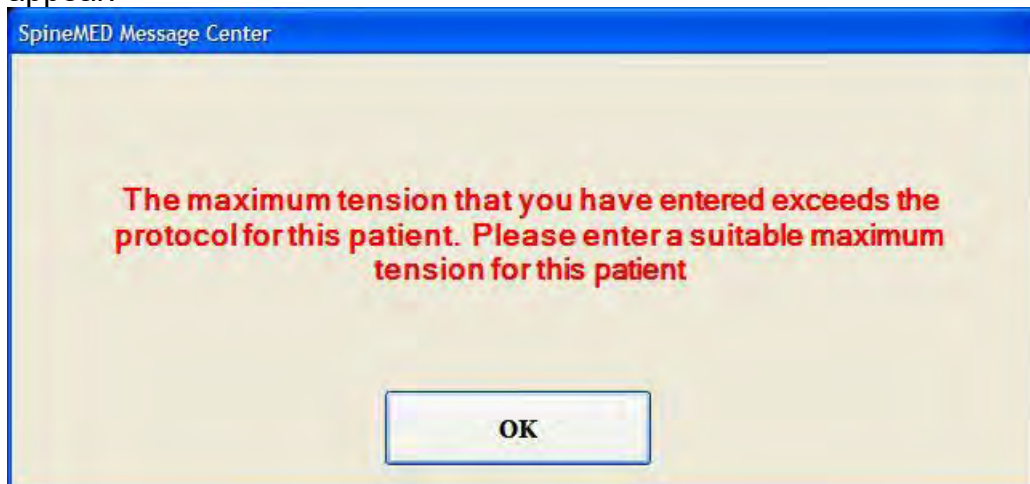 SpineMED Message Center
The maximum tension that you have entered exceeds the
protocol for this patient. Please enter a suitable maximum
tension for this patient
OK